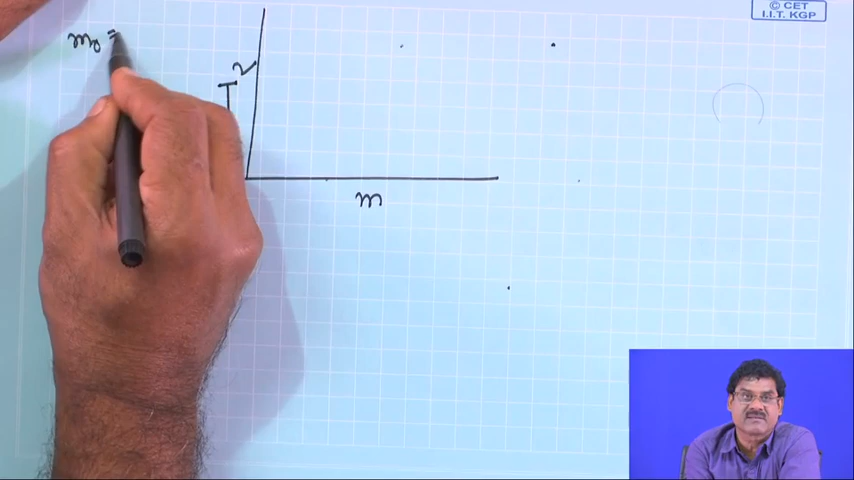 © CET
I.I.T. KGP
m₀ =
T²
m